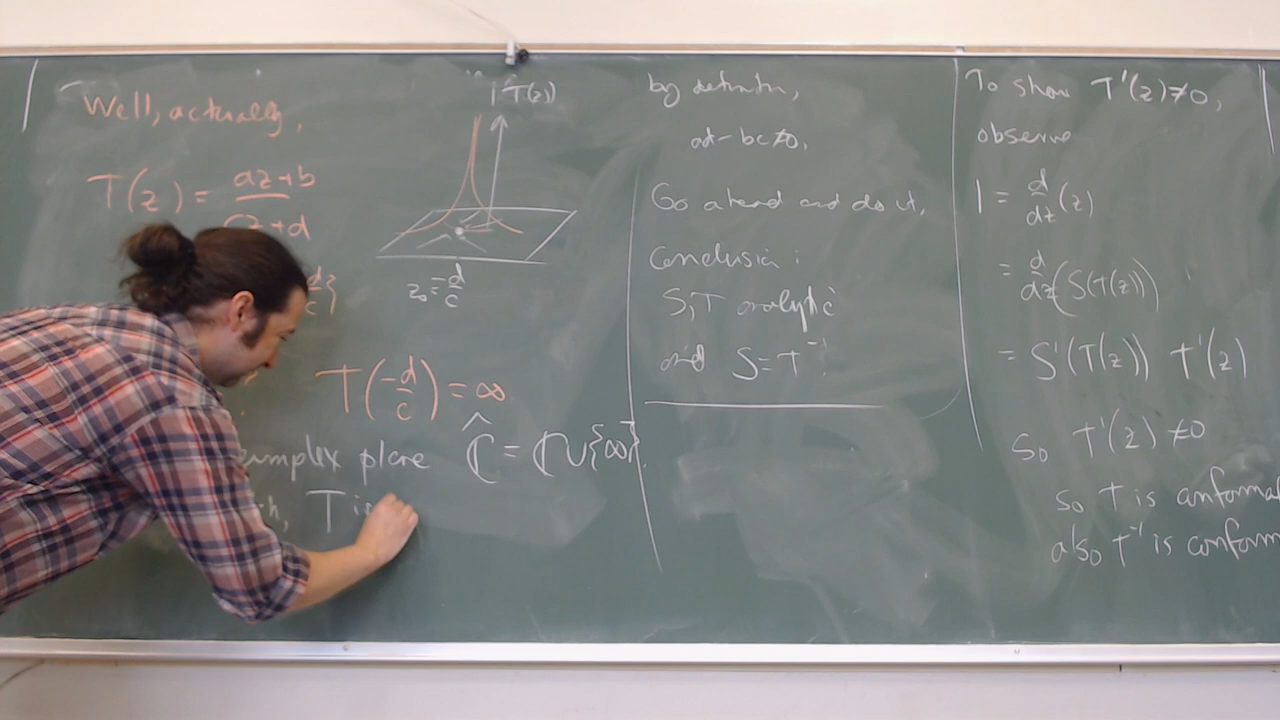 Well, actually,
T(z) = az+b / cz+d
d/c}
T(-d/c) = ∞
complex plane Ĉ = ℂ∪{∞}.
T is
|T(z)|
z₀ = -d/c
by definition,
ad-bc≠0.
Go ahead and do it.
Conclusion:
S,T analytic
and S=T⁻¹
To show T'(z)≠0,
observe
1 = d/dz (z)
= d/dz (S(T(z)))
= S'(T(z)) T'(z)
So T'(z) ≠0
so T is conformal
also T⁻¹ is conform